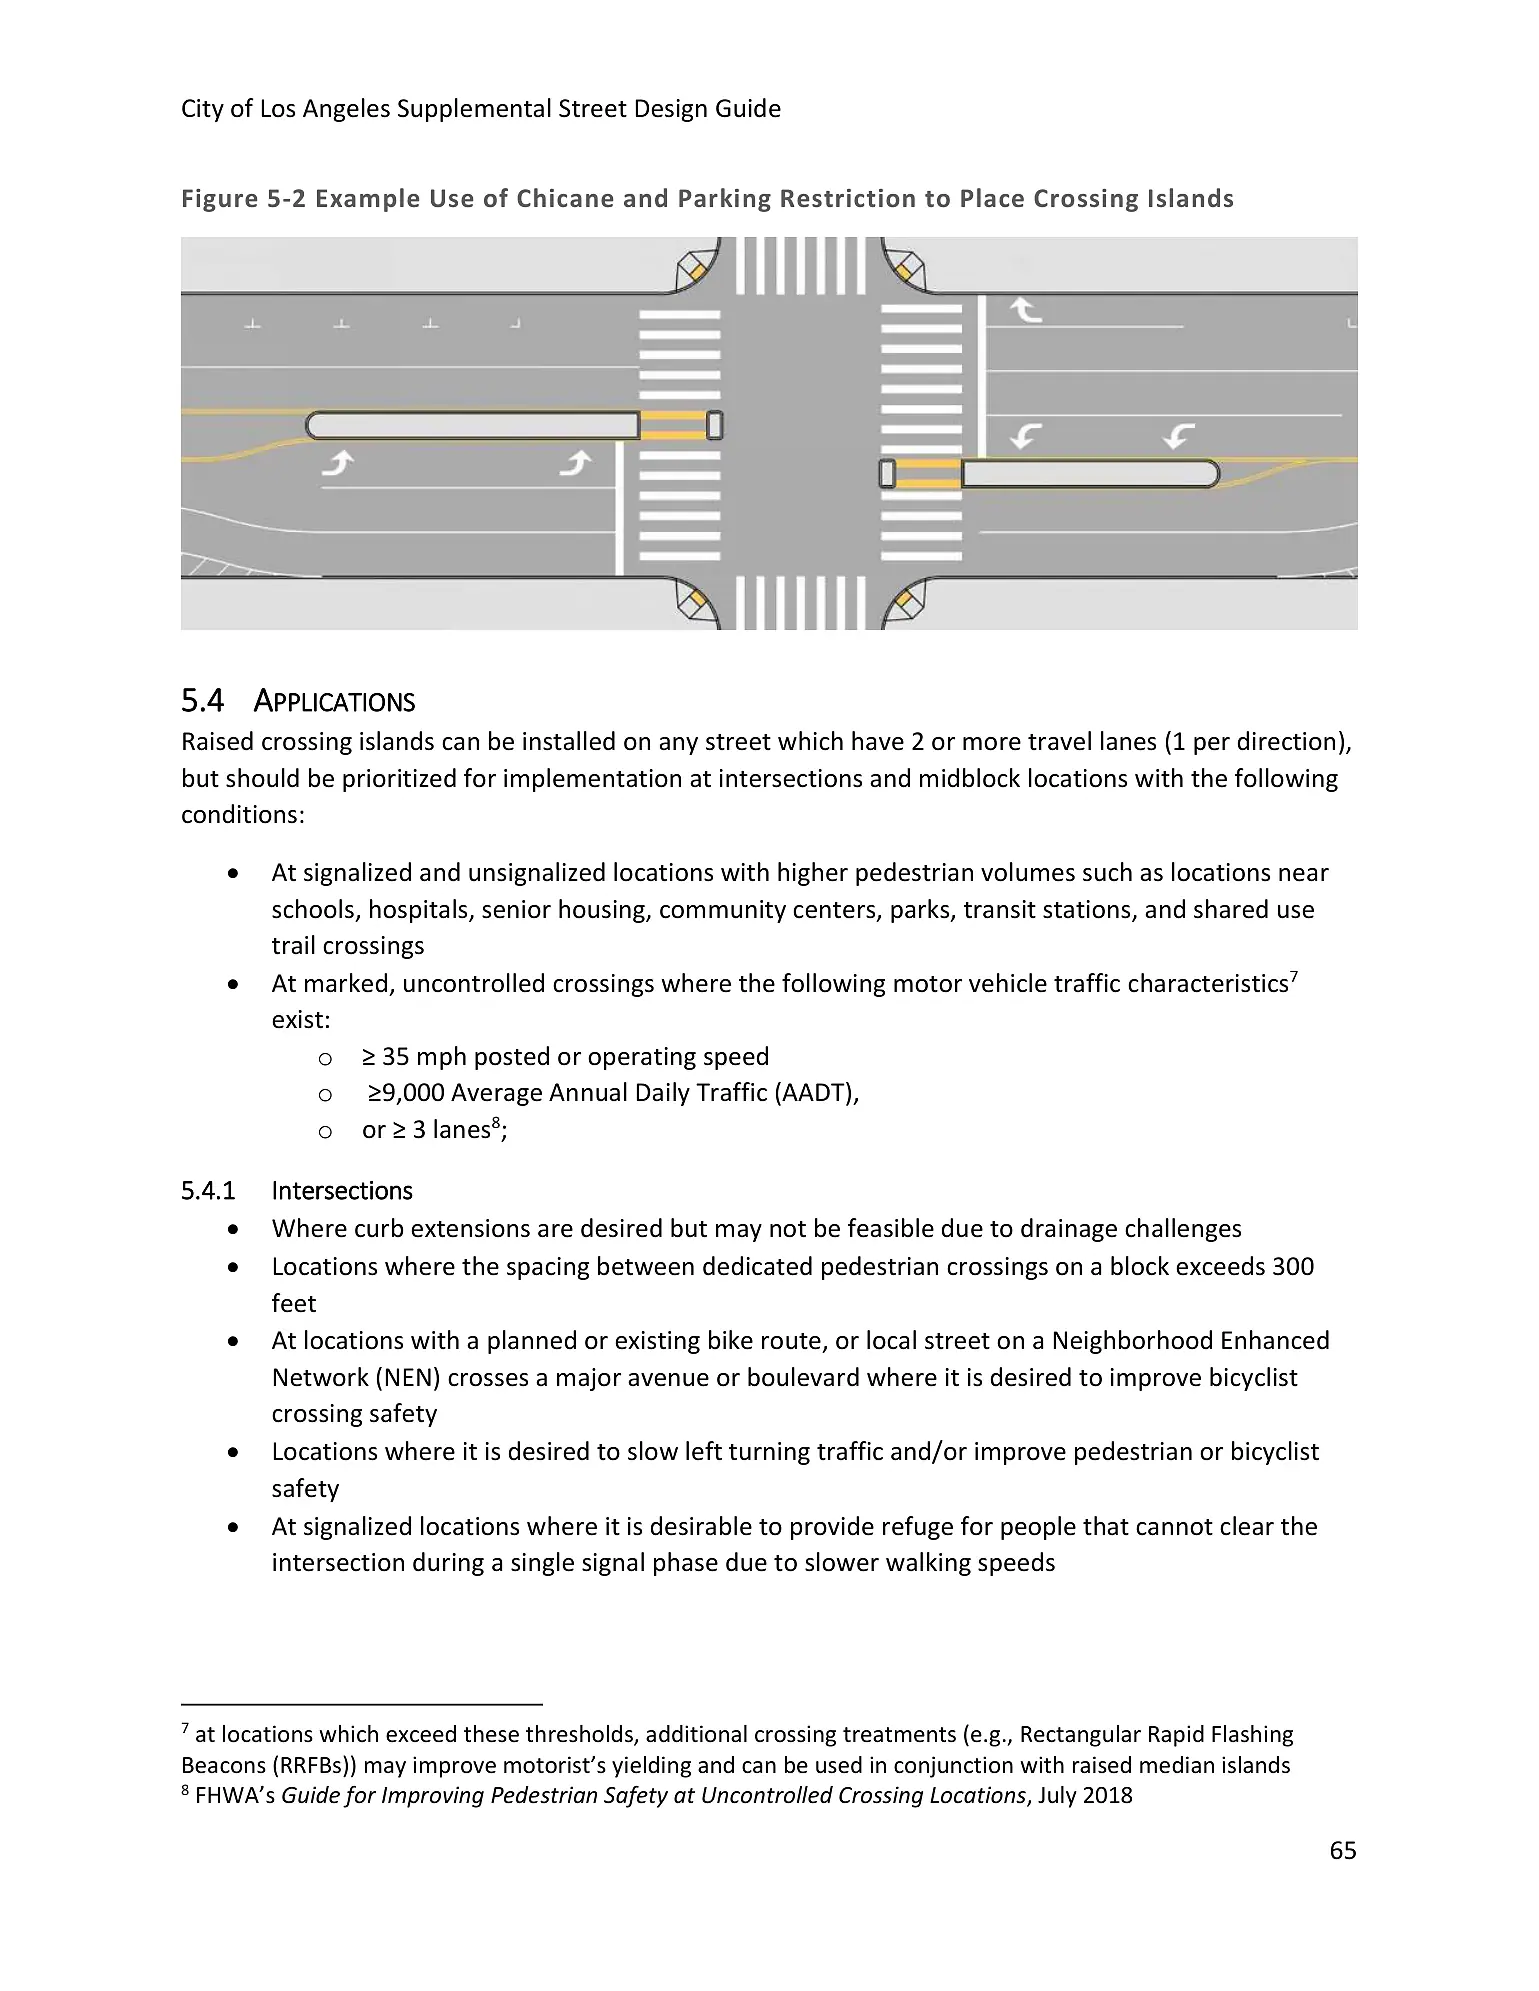 City of Los Angeles Supplemental Street Design Guide
Figure 5-2 Example Use of Chicane and Parking Restriction to Place Crossing Islands
5.4 APPLICATIONS
Raised crossing islands can be installed on any street which have 2 or more travel lanes (1 per direction),
but should be prioritized for implementation at intersections and midblock locations with the following
conditions:
• At signalized and unsignalized locations with higher pedestrian volumes such as locations near
schools, hospitals, senior housing, community centers, parks, transit stations, and shared use
trail crossings
• At marked, uncontrolled crossings where the following motor vehicle traffic characteristics⁷
exist:
o ≥ 35 mph posted or operating speed
o ≥9,000 Average Annual Daily Traffic (AADT),
o or ≥ 3 lanes⁸;
5.4.1 Intersections
• Where curb extensions are desired but may not be feasible due to drainage challenges
• Locations where the spacing between dedicated pedestrian crossings on a block exceeds 300
feet
• At locations with a planned or existing bike route, or local street on a Neighborhood Enhanced
Network (NEN) crosses a major avenue or boulevard where it is desired to improve bicyclist
crossing safety
• Locations where it is desired to slow left turning traffic and/or improve pedestrian or bicyclist
safety
• At signalized locations where it is desirable to provide refuge for people that cannot clear the
intersection during a single signal phase due to slower walking speeds
⁷ at locations which exceed these thresholds, additional crossing treatments (e.g., Rectangular Rapid Flashing
Beacons (RRFBs)) may improve motorist’s yielding and can be used in conjunction with raised median islands
⁸ FHWA’s Guide for Improving Pedestrian Safety at Uncontrolled Crossing Locations, July 2018
65